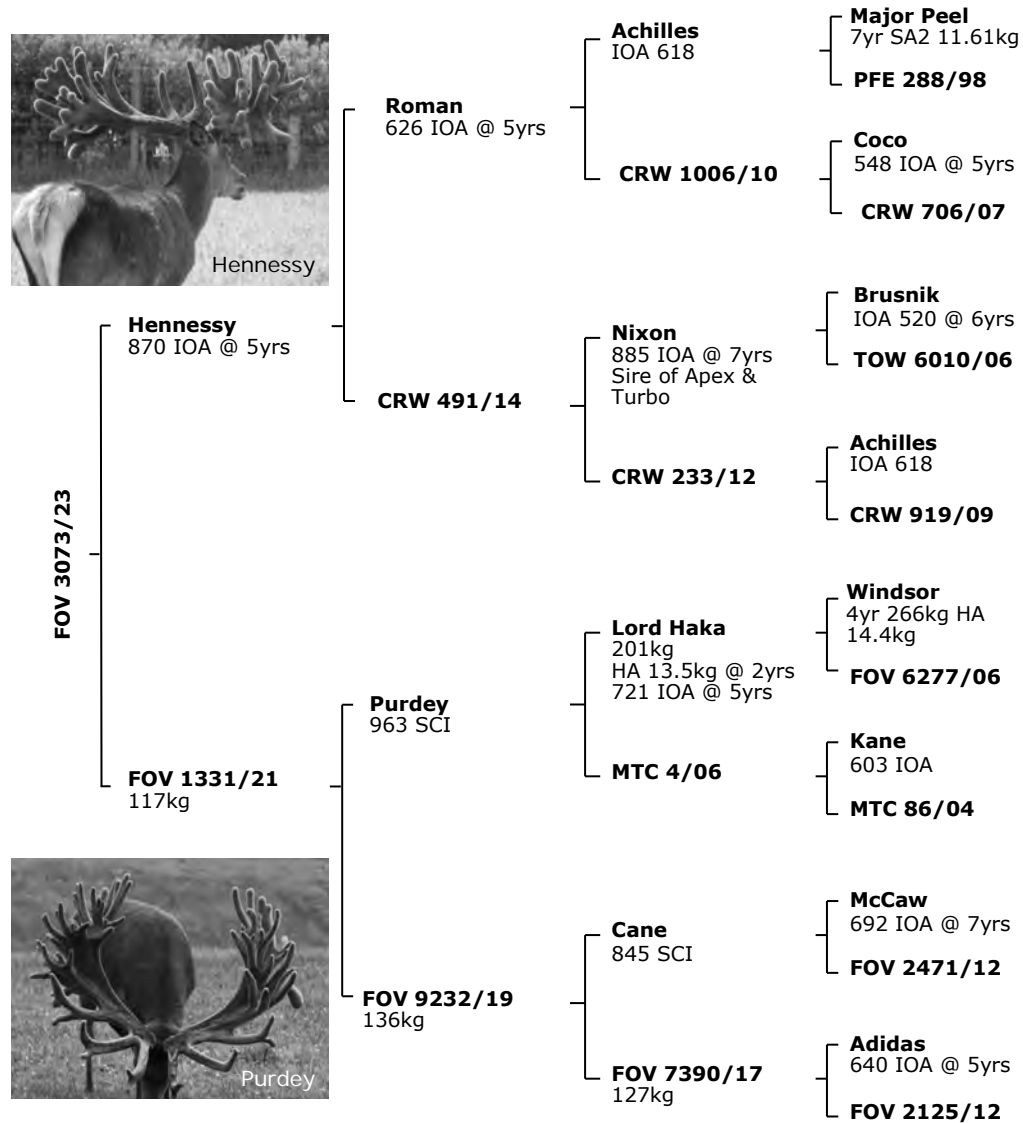 Hennessy
Purdey
FOV 3073/23
Hennessy
870 IOA @ 5yrs
FOV 1331/21
117kg
Roman
626 IOA @ 5yrs
CRW 491/14
Purdey
963 SCI
FOV 9232/19
136kg
Achilles
IOA 618
CRW 1006/10
Nixon
885 IOA @ 7yrs
Sire of Apex &
Turbo
CRW 233/12
Lord Haka
201kg
HA 13.5kg @ 2yrs
721 IOA @ 5yrs
MTC 4/06
Cane
845 SCI
FOV 7390/17
127kg
Major Peel
7yr SA2 11.61kg
PFE 288/98
Coco
548 IOA @ 5yrs
CRW 706/07
Brusnik
IOA 520 @ 6yrs
TOW 6010/06
Achilles
IOA 618
CRW 919/09
Windsor
4yr 266kg HA
14.4kg
FOV 6277/06
Kane
603 IOA
MTC 86/04
McCaw
692 IOA @ 7yrs
FOV 2471/12
Adidas
640 IOA @ 5yrs
FOV 2125/12